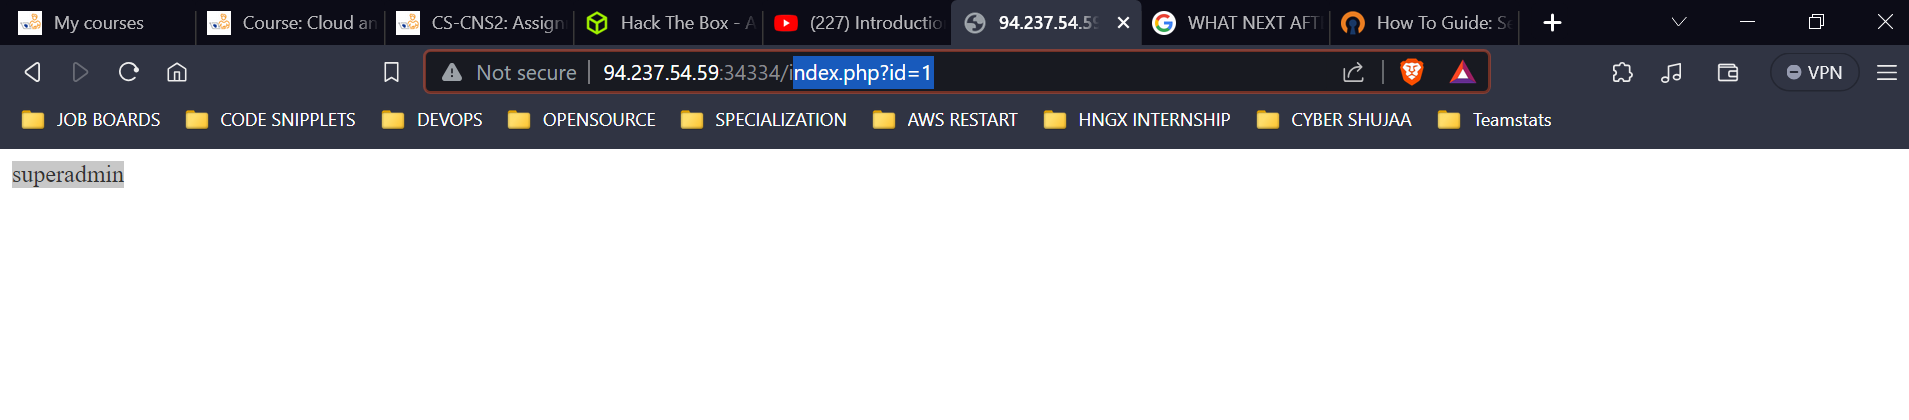 My courses
Course: Cloud an
CS-CNS2: Assign
Hack The Box - A
(227) Introductio
94.237.54.59
WHAT NEXT AFT
How To Guide: Se
Not secure 94.237.54.59:34334/index.php?id=1
VPN
JOB BOARDS CODE SNIPPLETS DEVOPS OPENSOURCE SPECIALIZATION AWS RESTART HNGX INTERNSHIP CYBER SHUJAA Teamstats
superadmin